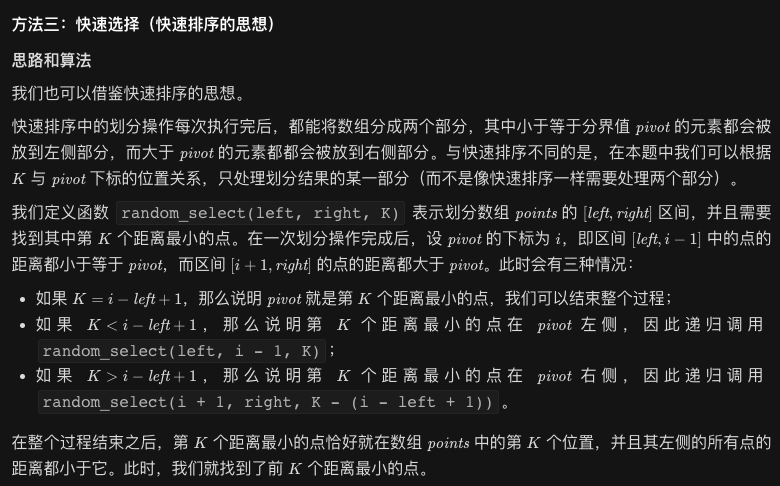 方法三：快速选择（快速排序的思想）
思路和算法
我们也可以借鉴快速排序的思想。
快速排序中的划分操作每次执行完后，都能将数组分成两个部分，其中小于等于分界值 pivot 的元素都会被
放到左侧部分，而大于 pivot 的元素都都会被放到右侧部分。与快速排序不同的是，在本题中我们可以根据
K 与 pivot 下标的位置关系，只处理划分结果的某一部分（而不是像快速排序一样需要处理两个部分）。
我们定义函数 random_select(left, right, K) 表示划分数组 points 的 [left, right] 区间，并且需要
找到其中第 K 个距离最小的点。在一次划分操作完成后，设 pivot 的下标为 i，即区间 [left, i − 1] 中的点的
距离都小于等于 pivot，而区间 [i + 1, right] 的点的距离都大于 pivot。此时会有三种情况：
• 如果 K = i − left + 1，那么说明 pivot 就是第 K 个距离最小的点，我们可以结束整个过程；
• 如果 K < i − left + 1，那么说明第 K 个距离最小的点在 pivot 左侧，因此递归调用
random_select(left, i - 1, K)；
• 如果 K > i − left + 1，那么说明第 K 个距离最小的点在 pivot 右侧，因此递归调用
random_select(i + 1, right, K - (i - left + 1))。
在整个过程结束之后，第 K 个距离最小的点恰好就在数组 points 中的第 K 个位置，并且其左侧的所有点的
距离都小于它。此时，我们就找到了前 K 个距离最小的点。